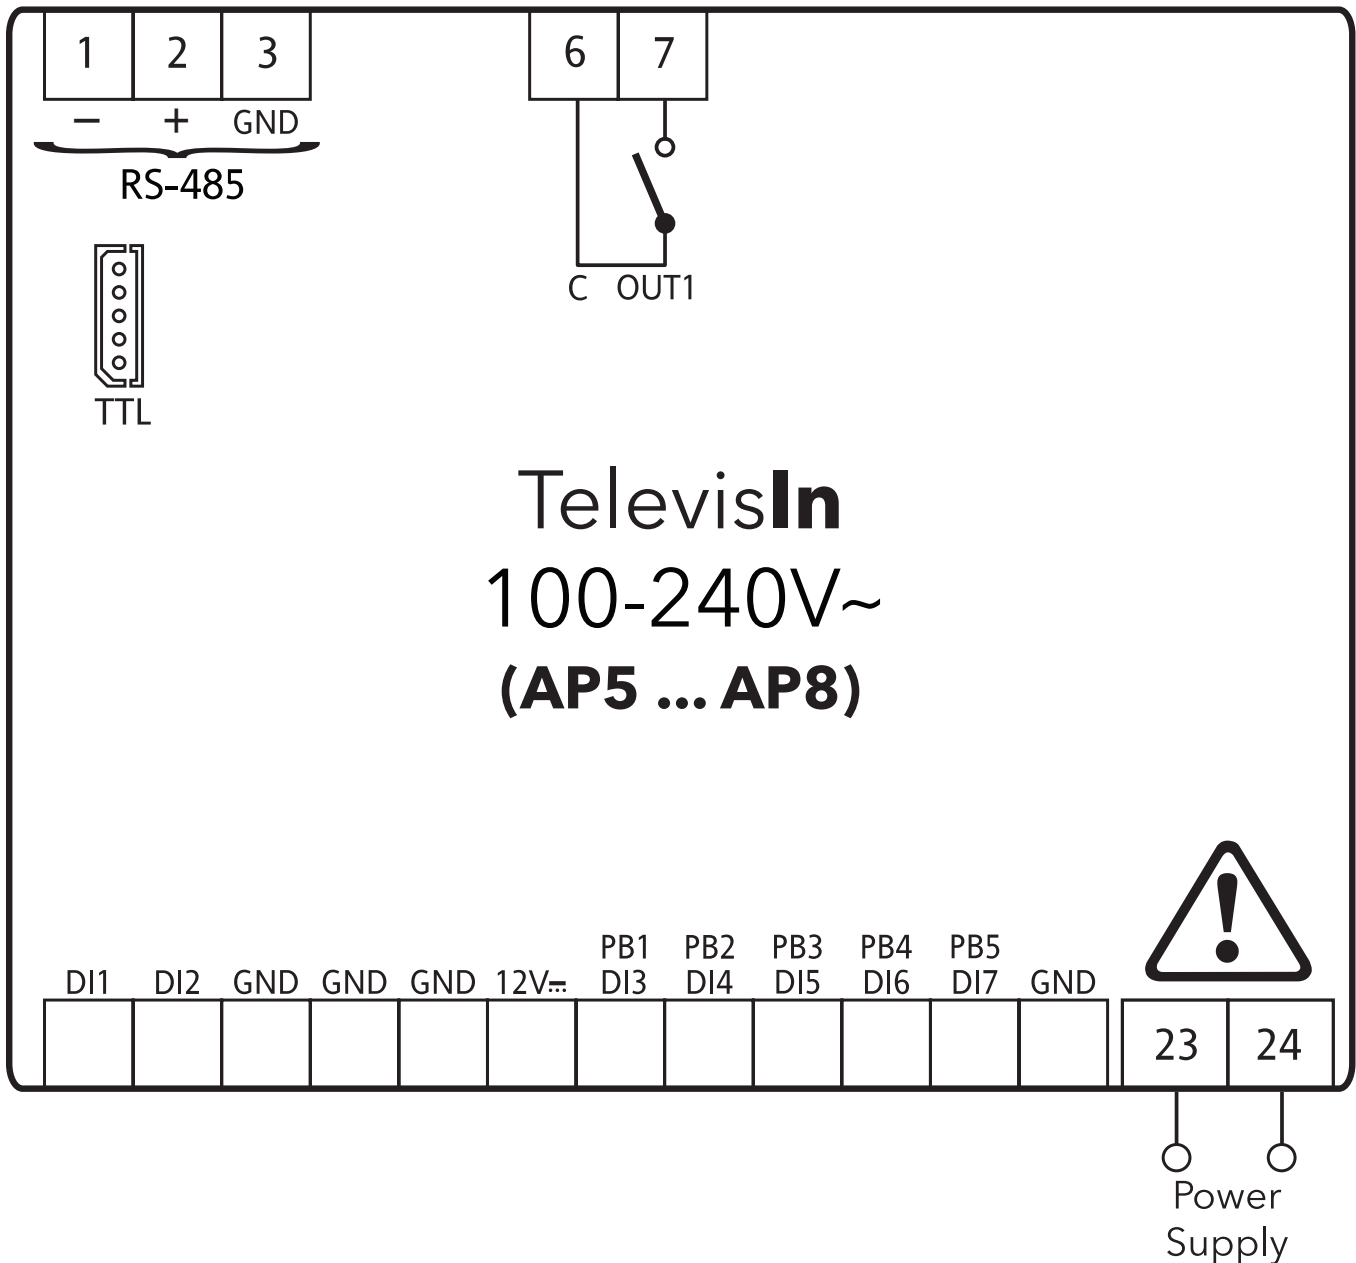 1 2 3 6 7
− + GND
RS-485
C OUT1
TTL
TelevisIn
100-240V~
(AP5 ... AP8)
PB1 PB2 PB3 PB4 PB5
DI1 DI2 GND GND GND 12V⎓ DI3 DI4 DI5 DI6 DI7 GND
23 24
Power
Supply